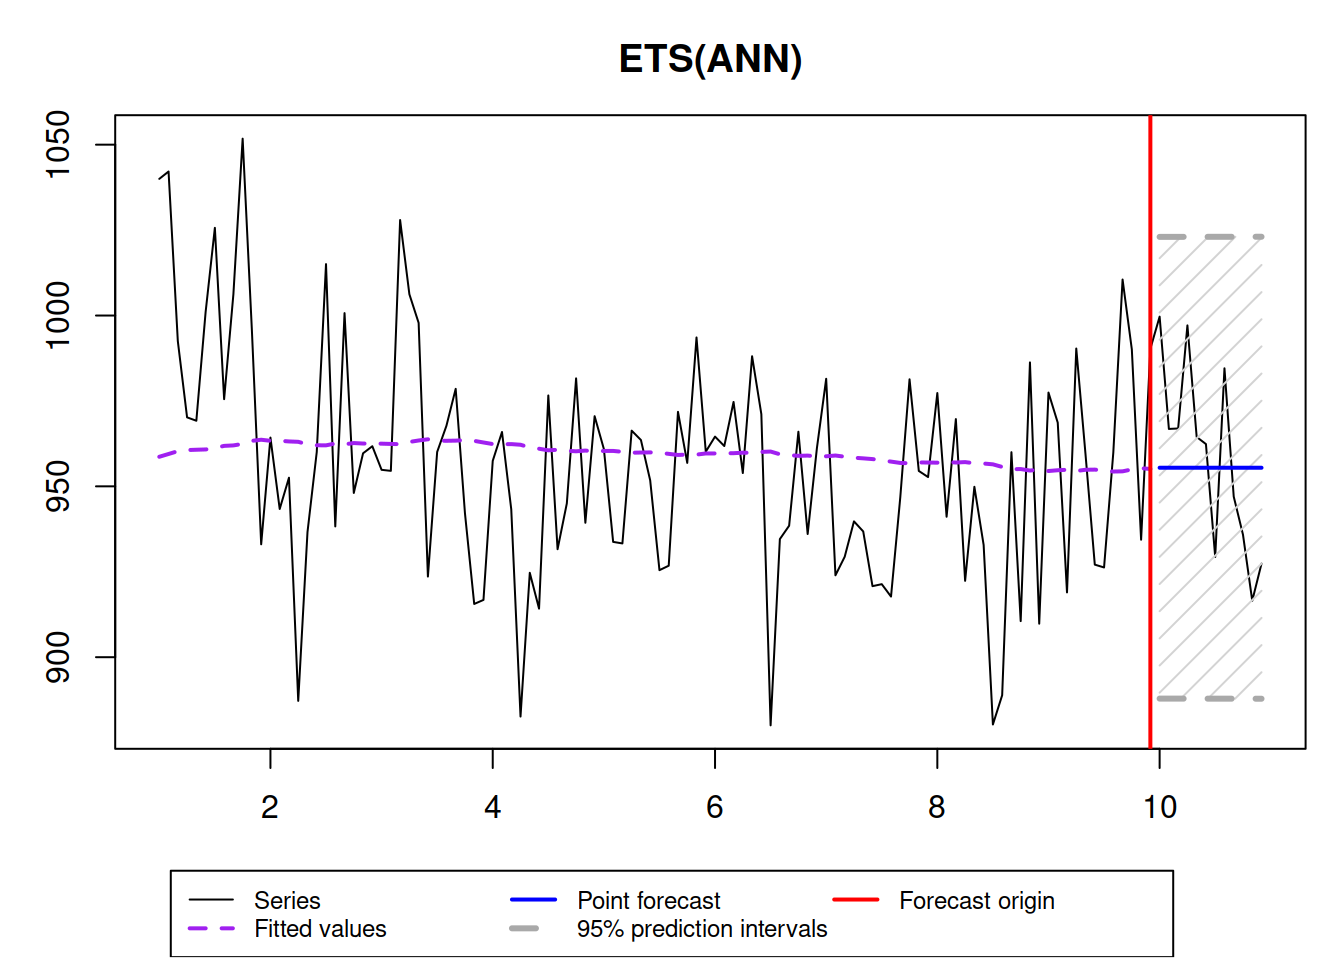 ETS(ANN)
1050
1000
950
900
2 4 6 8 10
Series Point forecast Forecast origin
Fitted values 95% prediction intervals